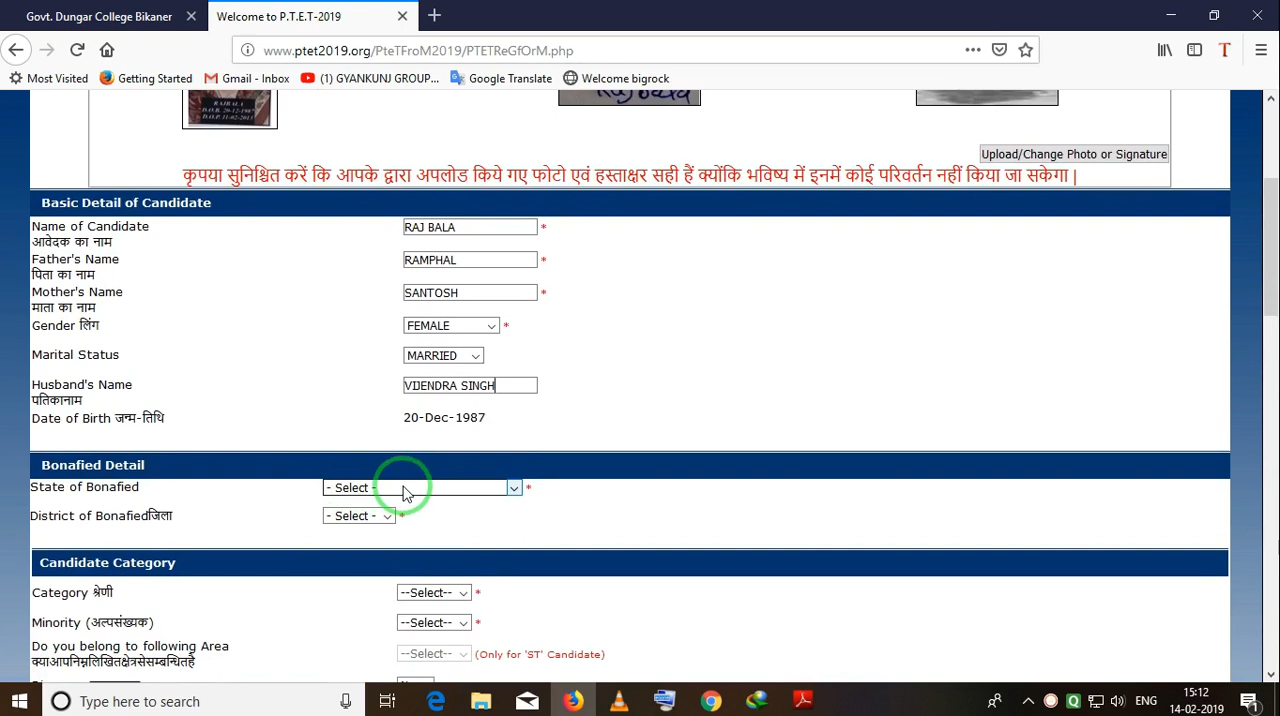 Govt. Dungar College Bikaner
Welcome to P.T.E.T-2019
www.ptet2019.org/PteTFroM2019/PTETReGfOrM.php
Most Visited Getting Started Gmail - Inbox (1) GYANKUNJ GROUP... Google Translate Welcome bigrock
RAJBALA
D.O.B. 20-12-1987
Upload/Change Photo or Signature
कृपया सुनिश्चित करें कि आपके द्वारा अपलोड किये गए फोटो एवं हस्ताक्षर सही हैं क्योंकि भविष्य में इनमें कोई परिवर्तन नहीं किया जा सकेगा |
Basic Detail of Candidate
Name of Candidate RAJ BALA *
आवेदक का नाम
Father's Name RAMPHAL *
पिता का नाम
Mother's Name SANTOSH *
माता का नाम
Gender लिंग FEMALE *
Marital Status MARRIED
Husband's Name VIJENDRA SINGH
पतिकानाम
Date of Birth जन्म-तिथि 20-Dec-1987
Bonafied Detail
State of Bonafied - Select - *
District of Bonafiedजिला - Select - *
Candidate Category
Category श्रेणी --Select-- *
Minority (अल्पसंख्यक) --Select-- *
Do you belong to following Area
क्याआपनिम्नलिखितक्षेत्रसेसम्बन्धितहै --Select-- (Only for 'ST' Candidate)
Type here to search
ENG
15:12
14-02-2019
1